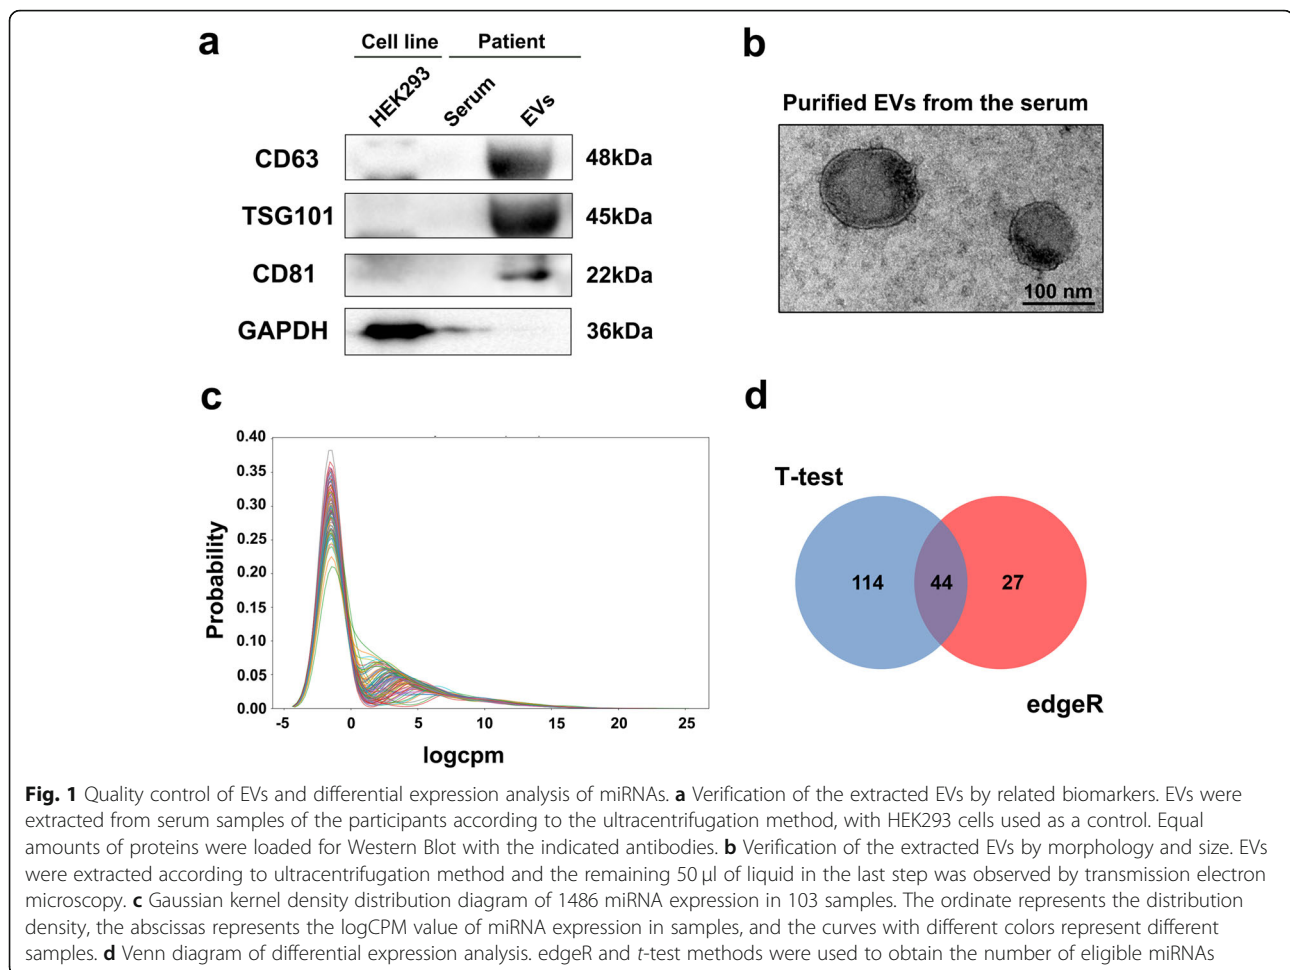 a
Cell line
Patient
HEK293
Serum
EVs
CD63
48kDa
TSG101
45kDa
CD81
22kDa
GAPDH
36kDa
b
Purified EVs from the serum
100 nm
c
0.40
0.35
0.30
0.25
0.20
0.15
0.10
0.05
0.00
Probability
-5 0 5 10 15 20 25
logcpm
d
T-test
114 44 27
edgeR
Fig. 1 Quality control of EVs and differential expression analysis of miRNAs. a Verification of the extracted EVs by related biomarkers. EVs were
extracted from serum samples of the participants according to the ultracentrifugation method, with HEK293 cells used as a control. Equal
amounts of proteins were loaded for Western Blot with the indicated antibodies. b Verification of the extracted EVs by morphology and size. EVs
were extracted according to ultracentrifugation method and the remaining 50 μl of liquid in the last step was observed by transmission electron
microscopy. c Gaussian kernel density distribution diagram of 1486 miRNA expression in 103 samples. The ordinate represents the distribution
density, the abscissas represents the logCPM value of miRNA expression in samples, and the curves with different colors represent different
samples. d Venn diagram of differential expression analysis. edgeR and t-test methods were used to obtain the number of eligible miRNAs